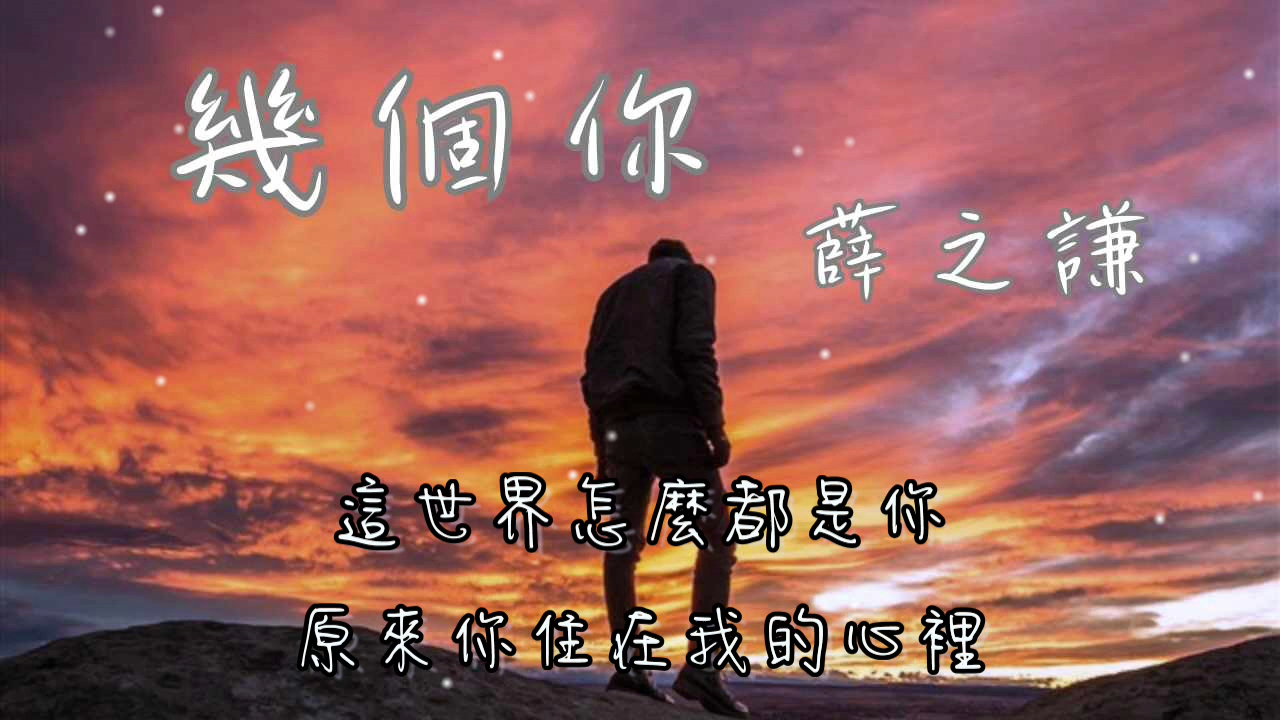 幾個你
薛之謙
這世界怎麼都是你
原來你住在我的心裡